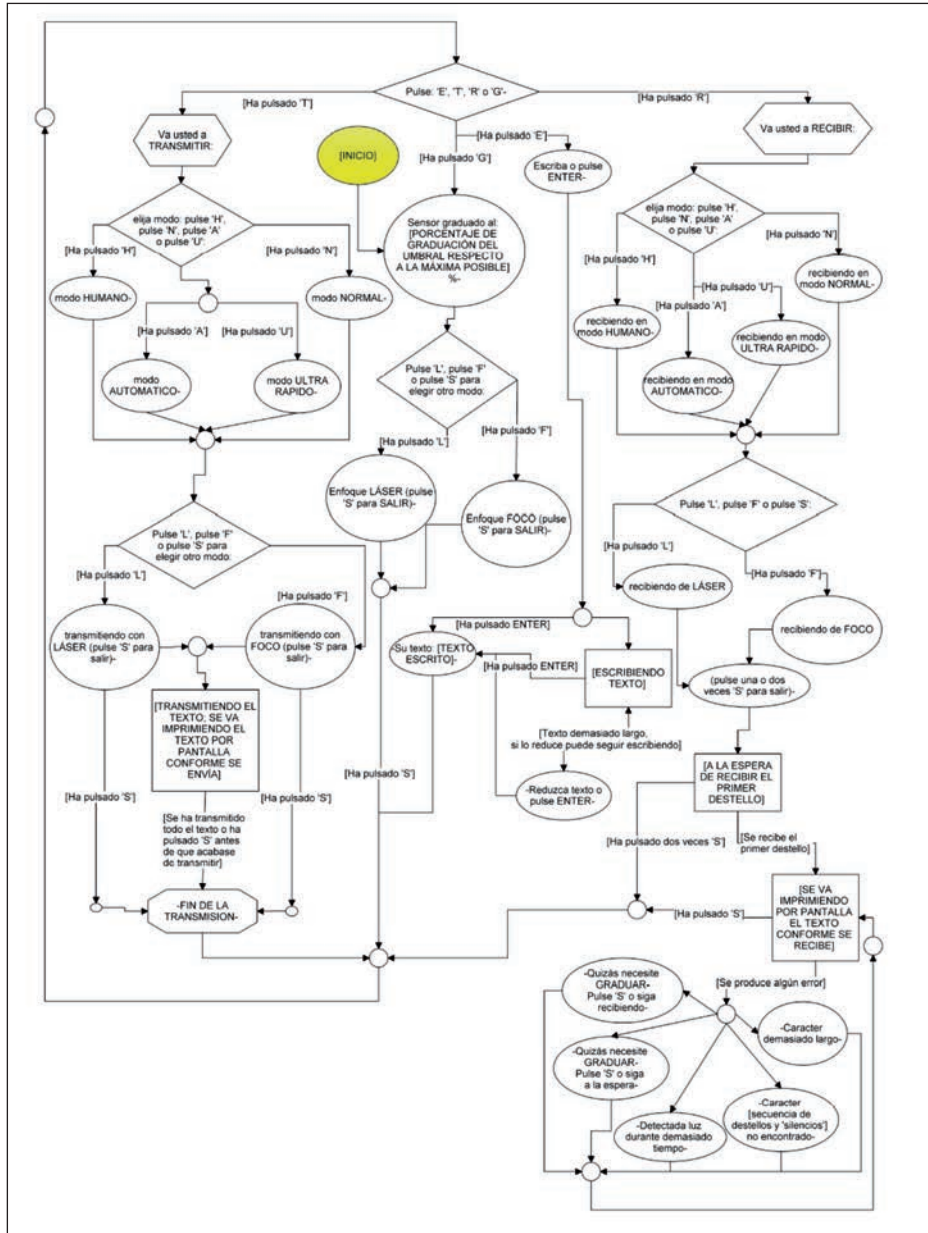 Pulse: 'E', 'T', 'R' o 'G'-
[Ha pulsado 'T']
[Ha pulsado 'R']
[Ha pulsado 'E']
[Ha pulsado 'G']
Va usted a
TRANSMITIR:
[INICIO]
Escriba o pulse
ENTER-
Va usted a RECIBIR:
elija modo: pulse 'H',
pulse 'N', pulse 'A'
o pulse 'U':
[Ha pulsado 'H']
[Ha pulsado 'N']
modo HUMANO-
modo NORMAL-
[Ha pulsado 'A']
[Ha pulsado 'U']
modo
AUTOMATICO-
modo ULTRA
RAPIDO-
Sensor graduado al:
[PORCENTAJE DE
GRADUACIÓN DEL
UMBRAL RESPECTO
A LA MÁXIMA POSIBLE]
%-
Pulse 'L', pulse 'F'
o pulse 'S' para
elegir otro modo:
[Ha pulsado 'L']
[Ha pulsado 'F']
Enfoque LÁSER (pulse
'S' para SALIR)-
Enfoque FOCO (pulse
'S' para SALIR)-
elija modo: pulse 'H',
pulse 'N', pulse 'A' o
pulse 'U':
[Ha pulsado 'H']
[Ha pulsado 'N']
[Ha pulsado 'U']
[Ha pulsado 'A']
recibiendo en
modo NORMAL-
recibiendo en
modo HUMANO-
recibiendo en modo
ULTRA RAPIDO-
recibiendo en modo
AUTOMATICO-
Pulse 'L', pulse 'F'
o pulse 'S' para
elegir otro modo:
[Ha pulsado 'L']
[Ha pulsado 'F']
transmitiendo con
LÁSER (pulse 'S' para
salir)-
transmitiendo con
FOCO (pulse 'S' para
salir)-
[TRANSMITIENDO EL
TEXTO; SE VA
IMPRIMIENDO EL
TEXTO POR
PANTALLA
CONFORME SE
ENVÍA]
[Ha pulsado 'S']
[Ha pulsado 'S']
[Se ha transmitido
todo el texto o ha
pulsado 'S' antes
de que acabase
de transmitir]
-FIN DE LA
TRANSMISION-
[Ha pulsado 'S']
[Ha pulsado ENTER]
-Su texto: [TEXTO
ESCRITO]-
[Ha pulsado ENTER]
[ESCRIBIENDO
TEXTO]
[Texto demasiado largo,
si lo reduce puede seguir escribiendo]
-Reduzca texto o
pulse ENTER-
Pulse 'L', pulse 'F' o pulse 'S':
[Ha pulsado 'L']
[Ha pulsado 'F']
recibiendo de LÁSER
recibiendo de FOCO
(pulse una o dos
veces 'S' para salir)-
[A LA ESPERA
DE RECIBIR EL
PRIMER
DESTELLO]
[Ha pulsado dos veces 'S']
[Se recibe el
primer destello]
[SE VA
IMPRIMIENDO
POR PANTALLA
EL TEXTO
CONFORME SE
RECIBE]
[Ha pulsado 'S']
[Se produce algún error]
-Quizás necesite
GRADUAR-
Pulse 'S' o siga
recibiendo-
-Caracter
demasiado largo-
-Quizás necesite
GRADUAR-
Pulse 'S' o siga
a la espera-
-Detectada luz
durante demasiado
tiempo-
-Caracter
[secuencia de
destellos y 'silencios']
no encontrado-